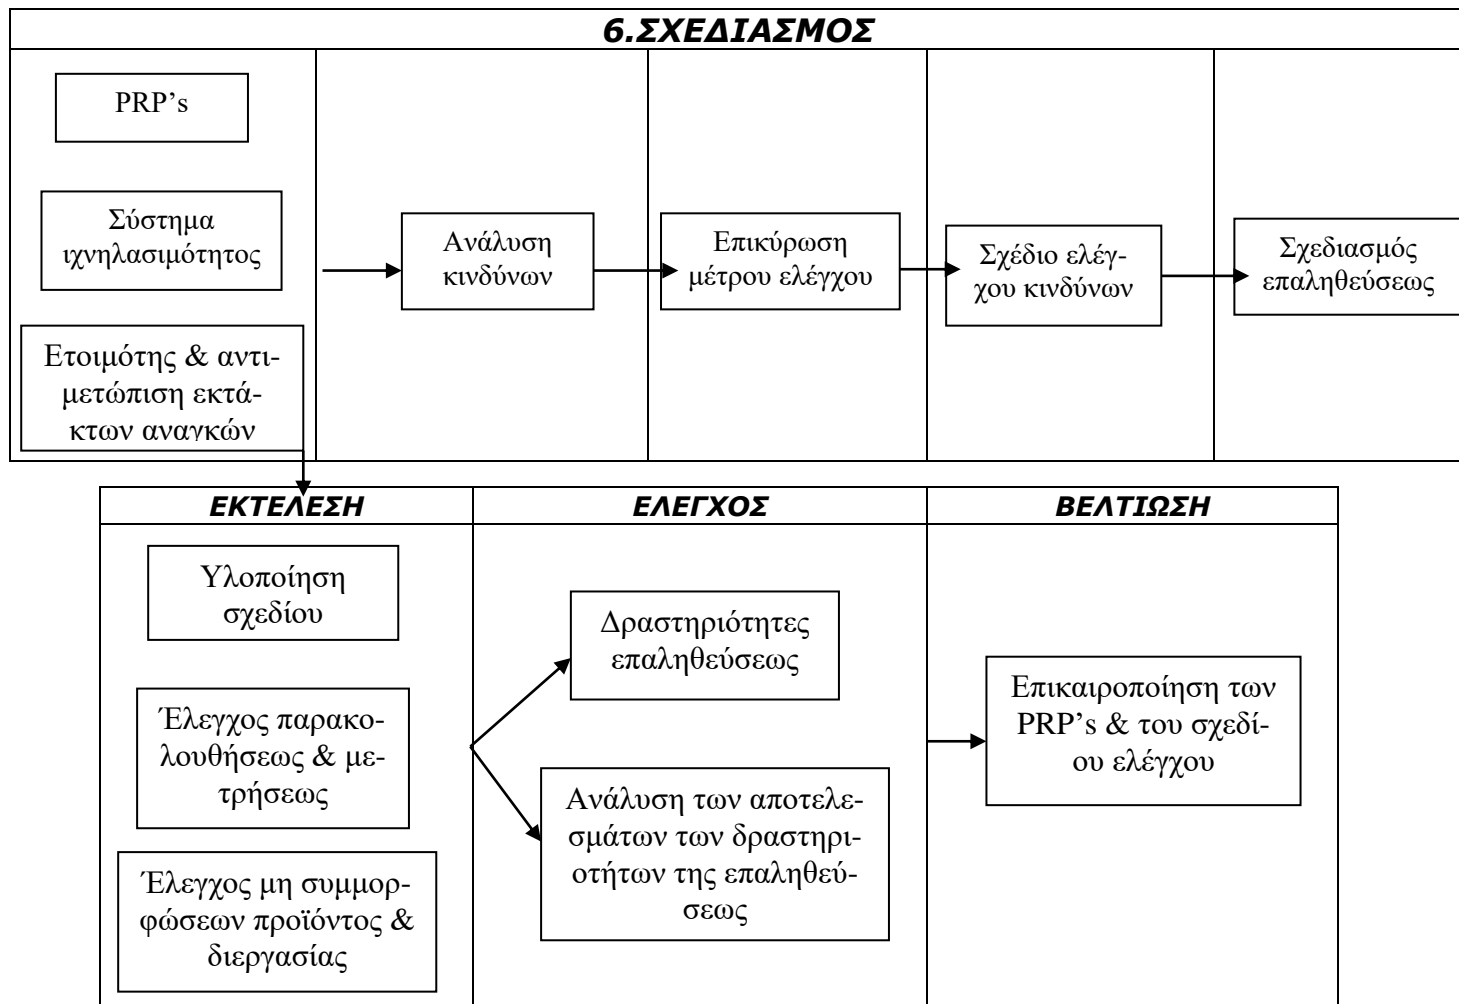 6.ΣΧΕΔΙΑΣΜΟΣ
PRP’s
Σύστημα
ιχνηλασιμότητος
Ετοιμότης & αντι-
μετώπιση εκτά-
κτων αναγκών
Ανάλυση
κινδύνων
Επικύρωση
μέτρου ελέγχου
Σχέδιο ελέγ-
χου κινδύνων
Σχεδιασμός
επαληθεύσεως
ΕΚΤΕΛΕΣΗ
Υλοποίηση
σχεδίου
Έλεγχος παρακο-
λουθήσεως & με-
τρήσεως
Έλεγχος μη συμμορ-
φώσεων προϊόντος &
διεργασίας
ΕΛΕΓΧΟΣ
Δραστηριότητες
επαληθεύσεως
Ανάλυση των αποτελε-
σμάτων των δραστηρι-
οτήτων της επαληθεύ-
σεως
ΒΕΛΤΙΩΣΗ
Επικαιροποίηση των
PRP’s & του σχεδί-
ου ελέγχου